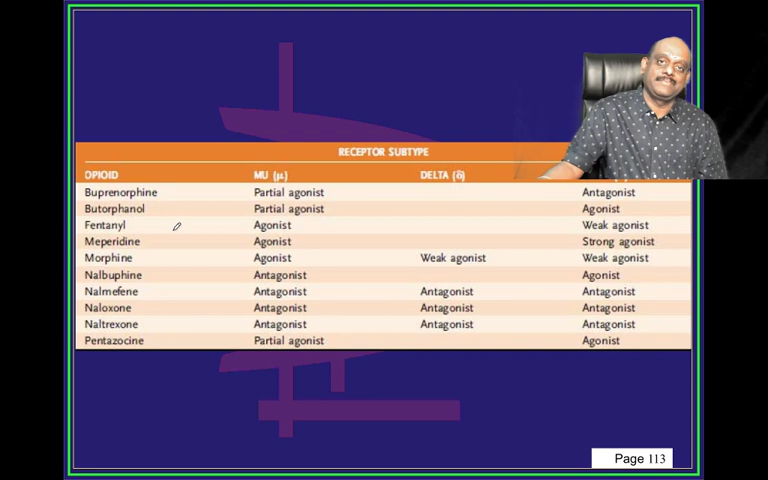 RECEPTOR SUBTYPE
OPIOID MU (μ) DELTA (δ)
Buprenorphine Partial agonist Antagonist
Butorphanol Partial agonist Agonist
Fentanyl Agonist Weak agonist
Meperidine Agonist Strong agonist
Morphine Agonist Weak agonist Weak agonist
Nalbuphine Antagonist Agonist
Nalmefene Antagonist Antagonist Antagonist
Naloxone Antagonist Antagonist Antagonist
Naltrexone Antagonist Antagonist Antagonist
Pentazocine Partial agonist Agonist
Page 113